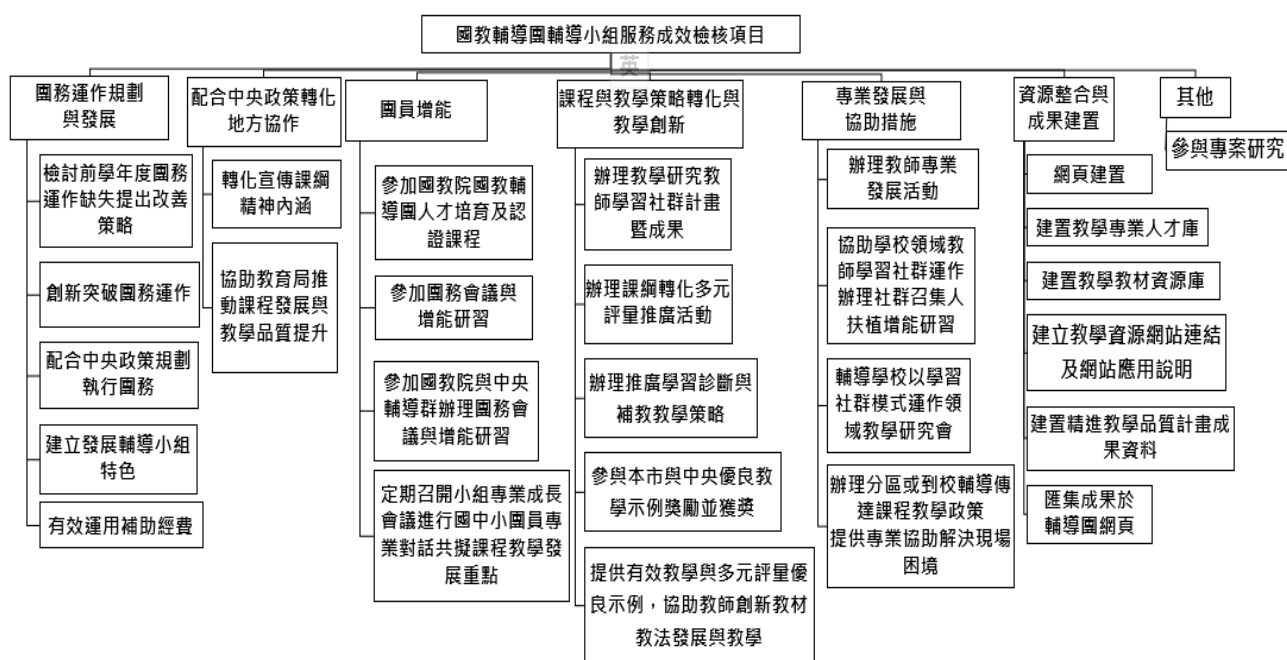 國教輔導團輔導小組服務成效檢核項目
英
團務運作規劃
與發展
檢討前學年度團務
運作缺失提出改善
策略
創新突破團務運作
配合中央政策規劃
執行團務
建立發展輔導小組
特色
有效運用補助經費
配合中央政策轉化
地方協作
轉化宣傳課綱
精神內涵
協助教育局推
動課程發展與
教學品質提升
團員增能
參加國教院國教輔
導團人才培育及認
證課程
參加團務會議與
增能研習
參加國教院與中央
輔導群辦理團務會
議與增能研習
定期召開小組專業成長
會議進行國中小團員專
業對話共擬課程教學發
展重點
課程與教學策略轉化與
教學創新
辦理教學研究教
師學習社群計畫
暨成果
辦理課綱轉化多元
評量推廣活動
辦理推廣學習診斷與
補教教學策略
參與本市與中央優良教
學示例獎勵並獲獎
提供有效教學與多元評量優
良示例，協助教師創新教材
教法發展與教學
專業發展與
協助措施
辦理教師專業
發展活動
協助學校領域教
師學習社群運作
辦理社群召集人
扶植增能研習
輔導學校以學習
社群模式運作領
域教學研究會
辦理分區或到校輔導傳
達課程教學政策
提供專業協助解決現場
困境
資源整合與
成果建置
網頁建置
建置教學專業人才庫
建置教學教材資源庫
建立教學資源網站連結
及網站應用說明
建置精進教學品質計畫成
果資料
匯集成果於
輔導團網頁
其他
參與專案研究